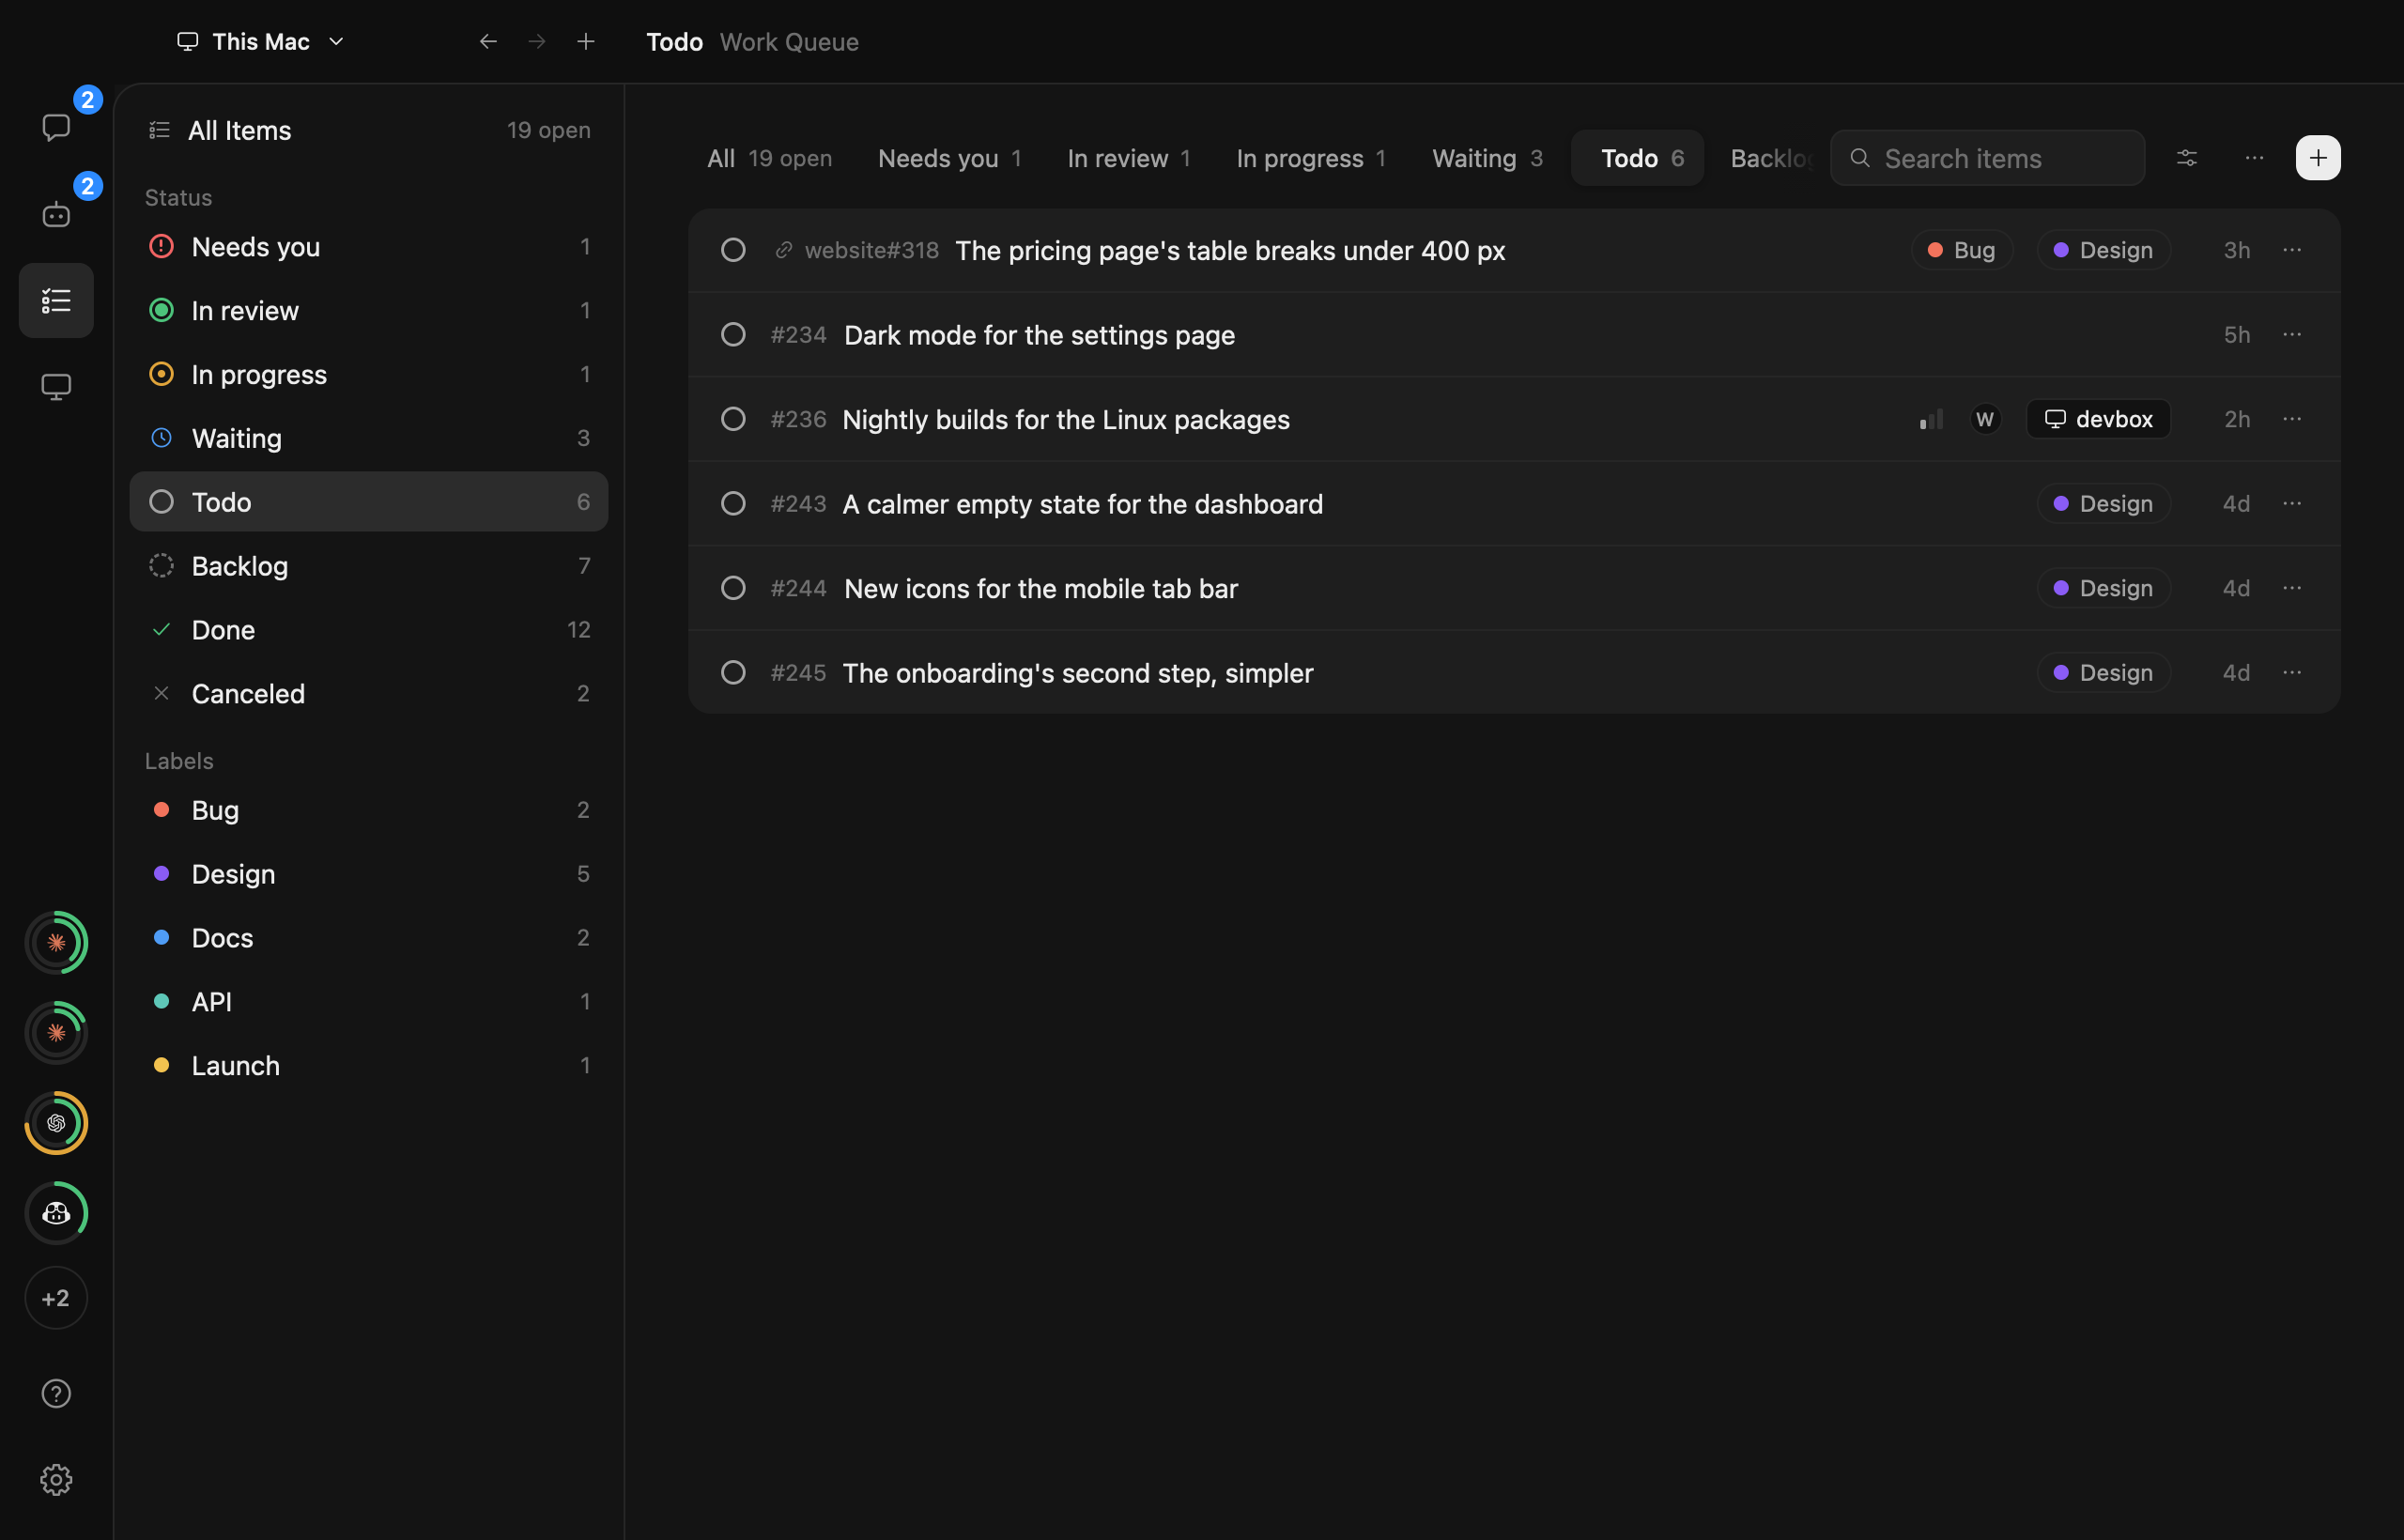 This Mac
Todo Work Queue
2
2
All Items 19 open
Status
Needs you 1
In review 1
In progress 1
Waiting 3
Todo 6
Backlog 7
Done 12
Canceled 2
Labels
Bug 2
Design 5
Docs 2
API 1
Launch 1
+2
All 19 open Needs you 1 In review 1 In progress 1 Waiting 3 Todo 6 Backlog Search items
website#318 The pricing page's table breaks under 400 px Bug Design 3h
#234 Dark mode for the settings page 5h
#236 Nightly builds for the Linux packages W devbox 2h
#243 A calmer empty state for the dashboard Design 4d
#244 New icons for the mobile tab bar Design 4d
#245 The onboarding's second step, simpler Design 4d